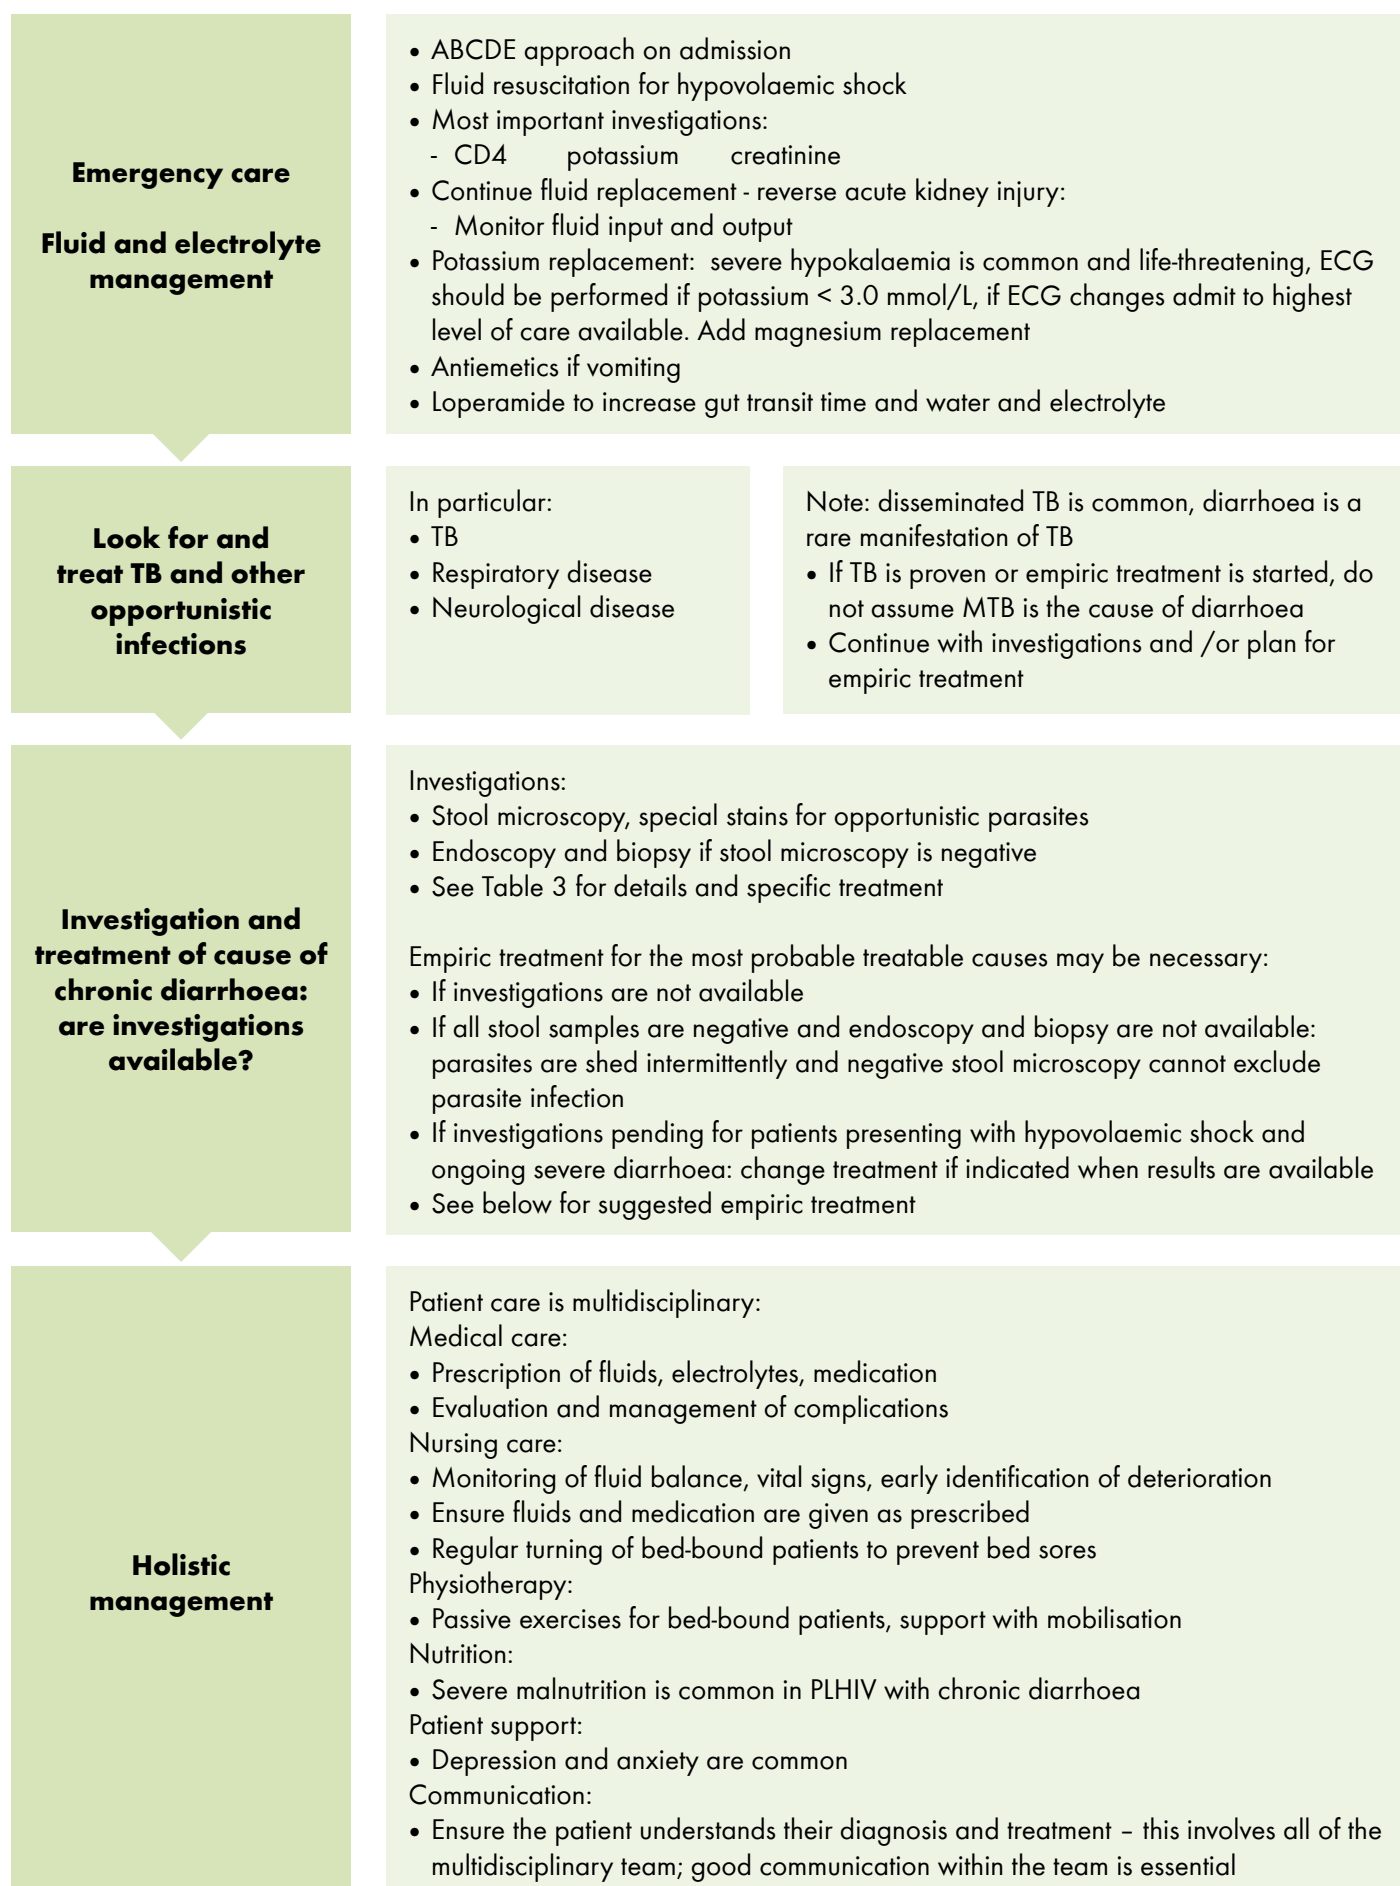 Emergency care
Fluid and electrolyte
management
• ABCDE approach on admission
• Fluid resuscitation for hypovolaemic shock
• Most important investigations:
- CD4 potassium creatinine
• Continue fluid replacement - reverse acute kidney injury:
- Monitor fluid input and output
• Potassium replacement: severe hypokalaemia is common and life-threatening, ECG
should be performed if potassium < 3.0 mmol/L, if ECG changes admit to highest
level of care available. Add magnesium replacement
• Antiemetics if vomiting
• Loperamide to increase gut transit time and water and electrolyte
Look for and
treat TB and other
opportunistic
infections
In particular:
• TB
• Respiratory disease
• Neurological disease
Note: disseminated TB is common, diarrhoea is a
rare manifestation of TB
• If TB is proven or empiric treatment is started, do
not assume MTB is the cause of diarrhoea
• Continue with investigations and /or plan for
empiric treatment
Investigation and
treatment of cause of
chronic diarrhoea:
are investigations
available?
Investigations:
• Stool microscopy, special stains for opportunistic parasites
• Endoscopy and biopsy if stool microscopy is negative
• See Table 3 for details and specific treatment
Empiric treatment for the most probable treatable causes may be necessary:
• If investigations are not available
• If all stool samples are negative and endoscopy and biopsy are not available:
parasites are shed intermittently and negative stool microscopy cannot exclude
parasite infection
• If investigations pending for patients presenting with hypovolaemic shock and
ongoing severe diarrhoea: change treatment if indicated when results are available
• See below for suggested empiric treatment
Holistic
management
Patient care is multidisciplinary:
Medical care:
• Prescription of fluids, electrolytes, medication
• Evaluation and management of complications
Nursing care:
• Monitoring of fluid balance, vital signs, early identification of deterioration
• Ensure fluids and medication are given as prescribed
• Regular turning of bed-bound patients to prevent bed sores
Physiotherapy:
• Passive exercises for bed-bound patients, support with mobilisation
Nutrition:
• Severe malnutrition is common in PLHIV with chronic diarrhoea
Patient support:
• Depression and anxiety are common
Communication:
• Ensure the patient understands their diagnosis and treatment – this involves all of the
multidisciplinary team; good communication within the team is essential